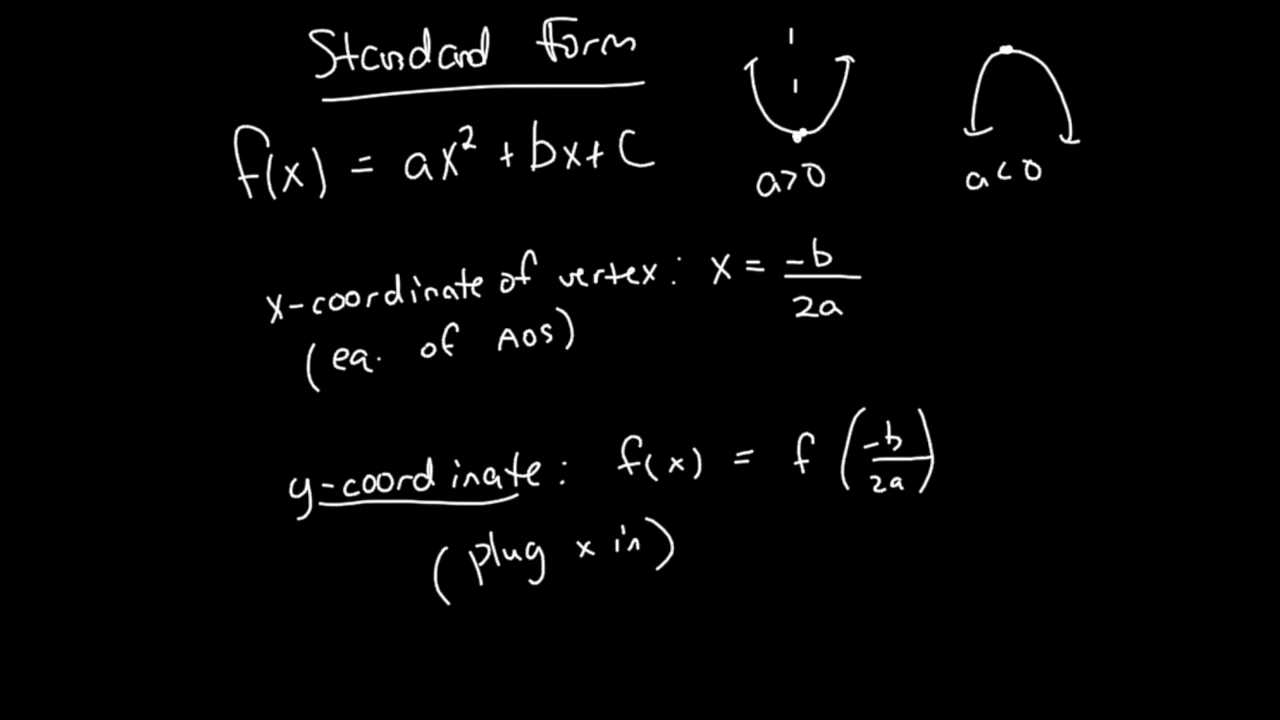 Standard Form
f(x) = ax² + bx + c
a>0
a<0
x-coordinate of vertex: x = -b/2a
(eq. of AOS)
y-coordinate: f(x) = f(-b/2a)
(plug x in)